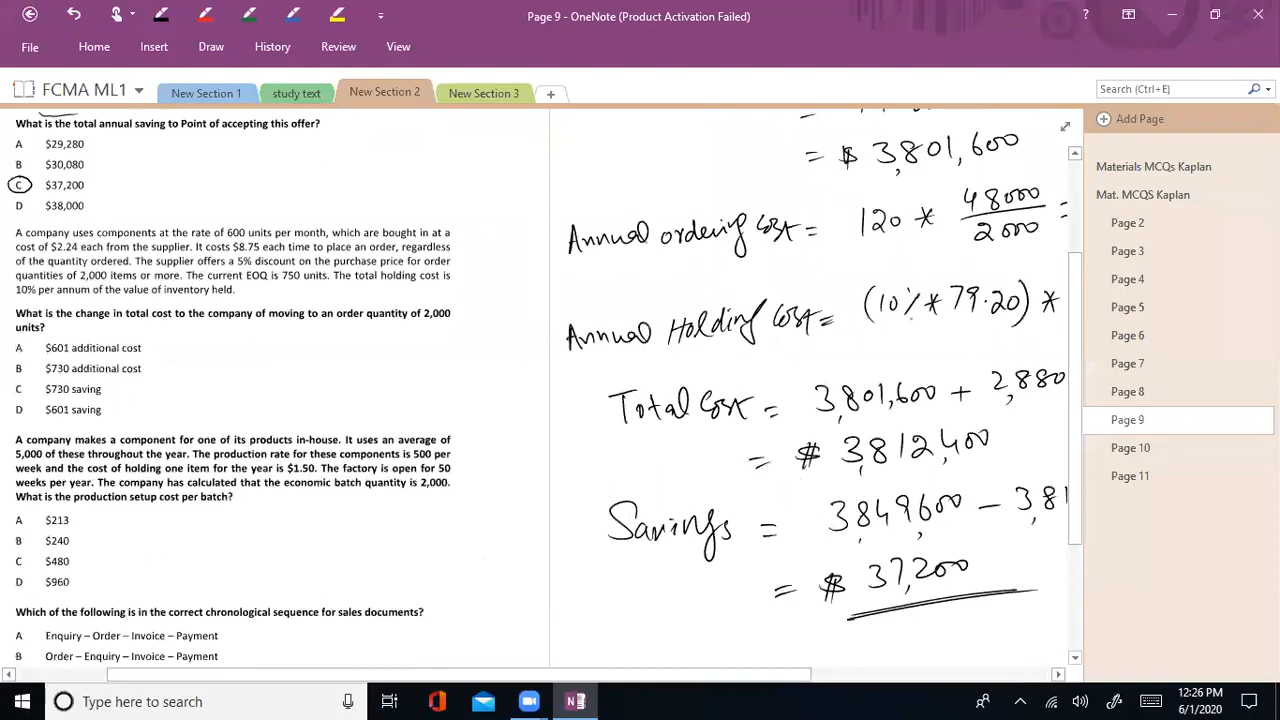 Page 9 - OneNote (Product Activation Failed)
File Home Insert Draw History Review View
FCMA ML1 New Section 1 study text New Section 2 New Section 3 Search (Ctrl+E)
What is the total annual saving to Point of accepting this offer?
A $29,280
B $30,080
C $37,200
D $38,000
A company uses components at the rate of 600 units per month, which are bought in at a
cost of $2.24 each from the supplier. It costs $8.75 each time to place an order, regardless
of the quantity ordered. The supplier offers a 5% discount on the purchase price for order
quantities of 2,000 items or more. The current EOQ is 750 units. The total holding cost is
10% per annum of the value of inventory held.
What is the change in total cost to the company of moving to an order quantity of 2,000
units?
A $601 additional cost
B $730 additional cost
C $730 saving
D $601 saving
A company makes a component for one of its products in-house. It uses an average of
5,000 of these throughout the year. The production rate for these components is 500 per
week and the cost of holding one item for the year is $1.50. The factory is open for 50
weeks per year. The company has calculated that the economic batch quantity is 2,000.
What is the production setup cost per batch?
A $213
B $240
C $480
D $960
Which of the following is in the correct chronological sequence for sales documents?
A Enquiry – Order – Invoice – Payment
B Order – Enquiry – Invoice – Payment
= $ 3,801,600
Annual ordering cost = 120 * 48000 / 2000 =
Annual Holding Cost = (10% * 79.20) *
Total Cost = 3,801,600 + 2,880
= $ 3,812,400
Savings = 3,849,600 – 3,81
= $ 37,200
Add Page
Materials MCQs Kaplan
Mat. MCQS Kaplan
Page 2
Page 3
Page 4
Page 5
Page 6
Page 7
Page 8
Page 9
Page 10
Page 11
Type here to search
12:26 PM
6/1/2020